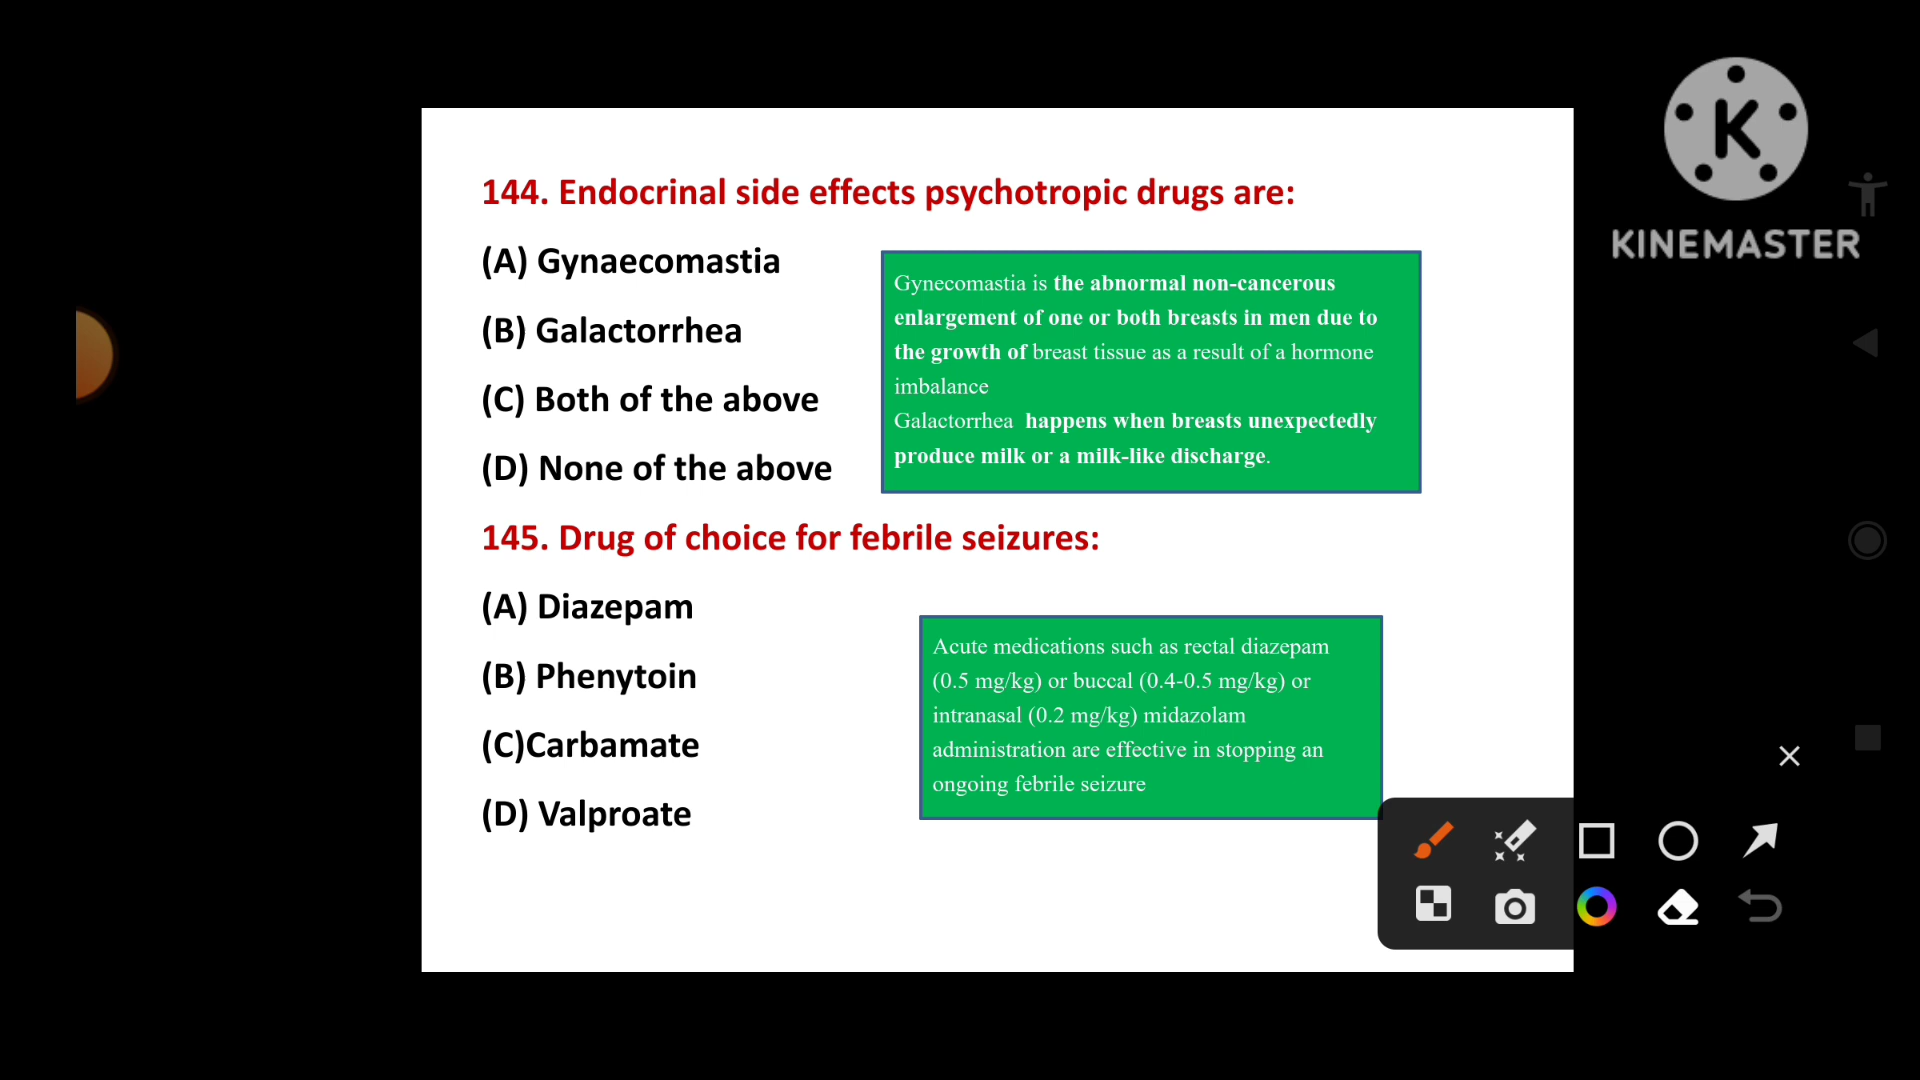 K
KINEMASTER
144. Endocrinal side effects psychotropic drugs are:
(A) Gynaecomastia
(B) Galactorrhea
(C) Both of the above
(D) None of the above
Gynecomastia is the abnormal non-cancerous
enlargement of one or both breasts in men due to
the growth of breast tissue as a result of a hormone
imbalance
Galactorrhea happens when breasts unexpectedly
produce milk or a milk-like discharge.
145. Drug of choice for febrile seizures:
(A) Diazepam
(B) Phenytoin
(C)Carbamate
(D) Valproate
Acute medications such as rectal diazepam
(0.5 mg/kg) or buccal (0.4-0.5 mg/kg) or
intranasal (0.2 mg/kg) midazolam
administration are effective in stopping an
ongoing febrile seizure